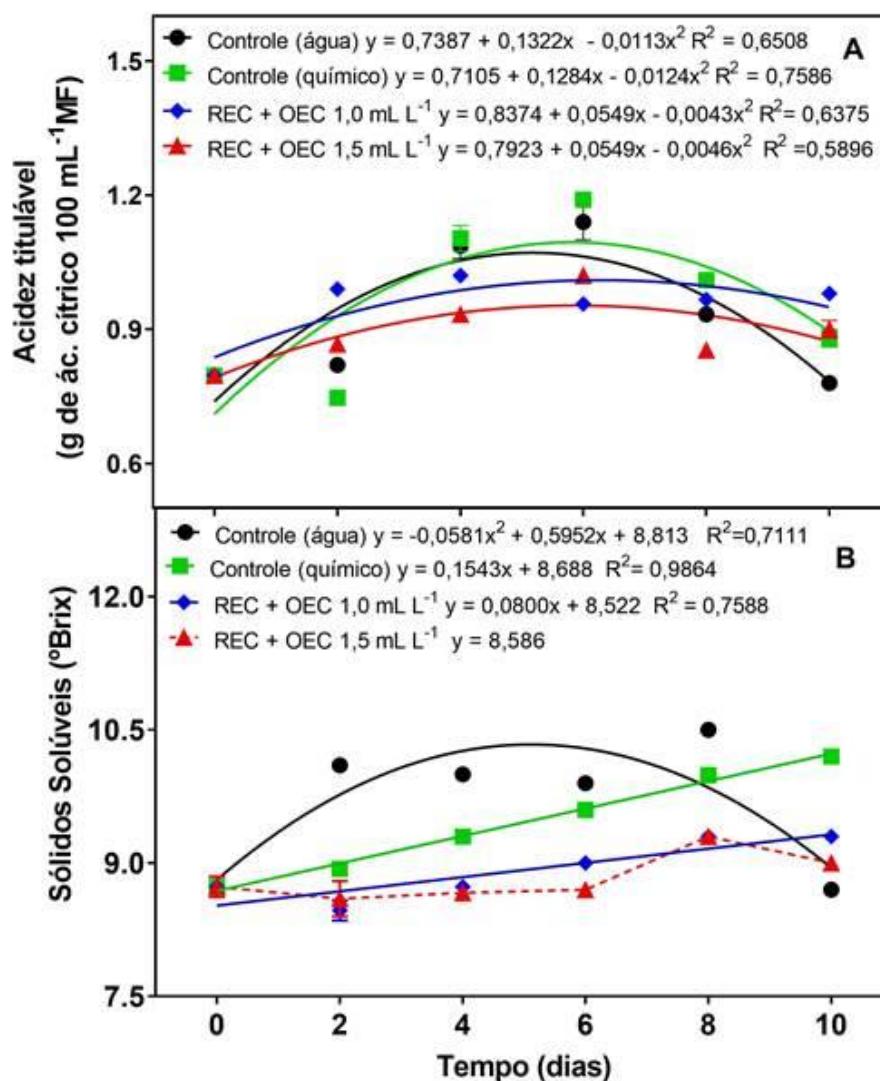 Controle (água) y = 0,7387 + 0,1322x - 0,0113x² R² = 0,6508
A
Controle (químico) y = 0,7105 + 0,1284x - 0,0124x² R² = 0,7586
REC + OEC 1,0 mL L⁻¹ y = 0,8374 + 0,0549x - 0,0043x² R²= 0,6375
REC + OEC 1,5 mL L⁻¹ y = 0,7923 + 0,0549x - 0,0046x² R² =0,5896
Acidez titulável
(g de ác. cítrico 100 mL⁻¹MF)
1.5
1.2
0.9
0.6
Controle (água) y = -0,0581x² + 0,5952x + 8,813 R²=0,7111
B
Controle (químico) y = 0,1543x + 8,688 R²= 0,9864
REC + OEC 1,0 mL L⁻¹ y = 0,0800x + 8,522 R² = 0,7588
REC + OEC 1,5 mL L⁻¹ y = 8,586
Sólidos Solúveis (ºBrix)
12.0
10.5
9.0
7.5
0 2 4 6 8 10
Tempo (dias)